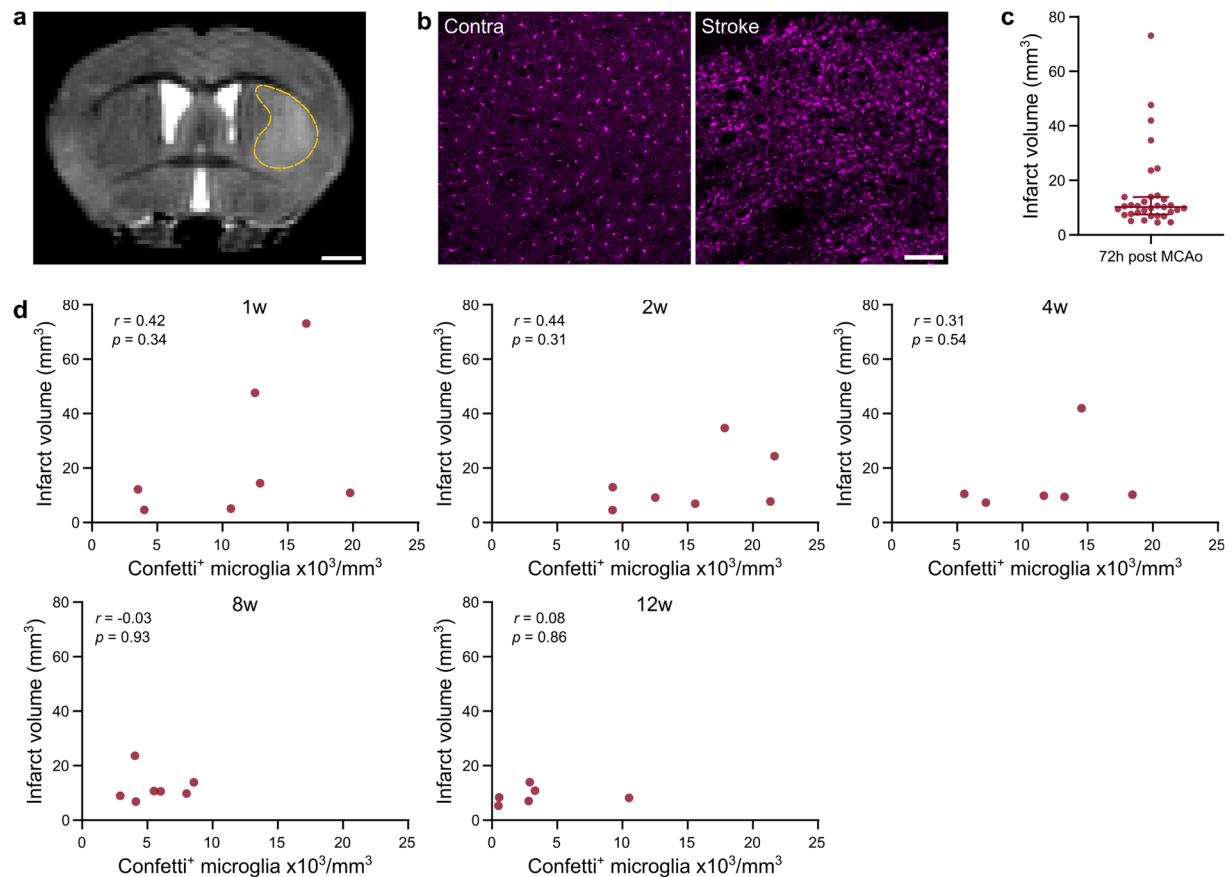 a
b
Contra
Stroke
c
Infarct volume (mm³)
80
60
40
20
0
72h post MCAo
d
1w
r = 0.42
p = 0.34
Infarct volume (mm³)
80
60
40
20
0
0 5 10 15 20 25
Confetti⁺ microglia x10³/mm³
2w
r = 0.44
p = 0.31
Infarct volume (mm³)
80
60
40
20
0
0 5 10 15 20 25
Confetti⁺ microglia x10³/mm³
4w
r = 0.31
p = 0.54
Infarct volume (mm³)
80
60
40
20
0
0 5 10 15 20 25
Confetti⁺ microglia x10³/mm³
8w
r = -0.03
p = 0.93
Infarct volume (mm³)
80
60
40
20
0
0 5 10 15 20 25
Confetti⁺ microglia x10³/mm³
12w
r = 0.08
p = 0.86
Infarct volume (mm³)
80
60
40
20
0
0 5 10 15 20 25
Confetti⁺ microglia x10³/mm³